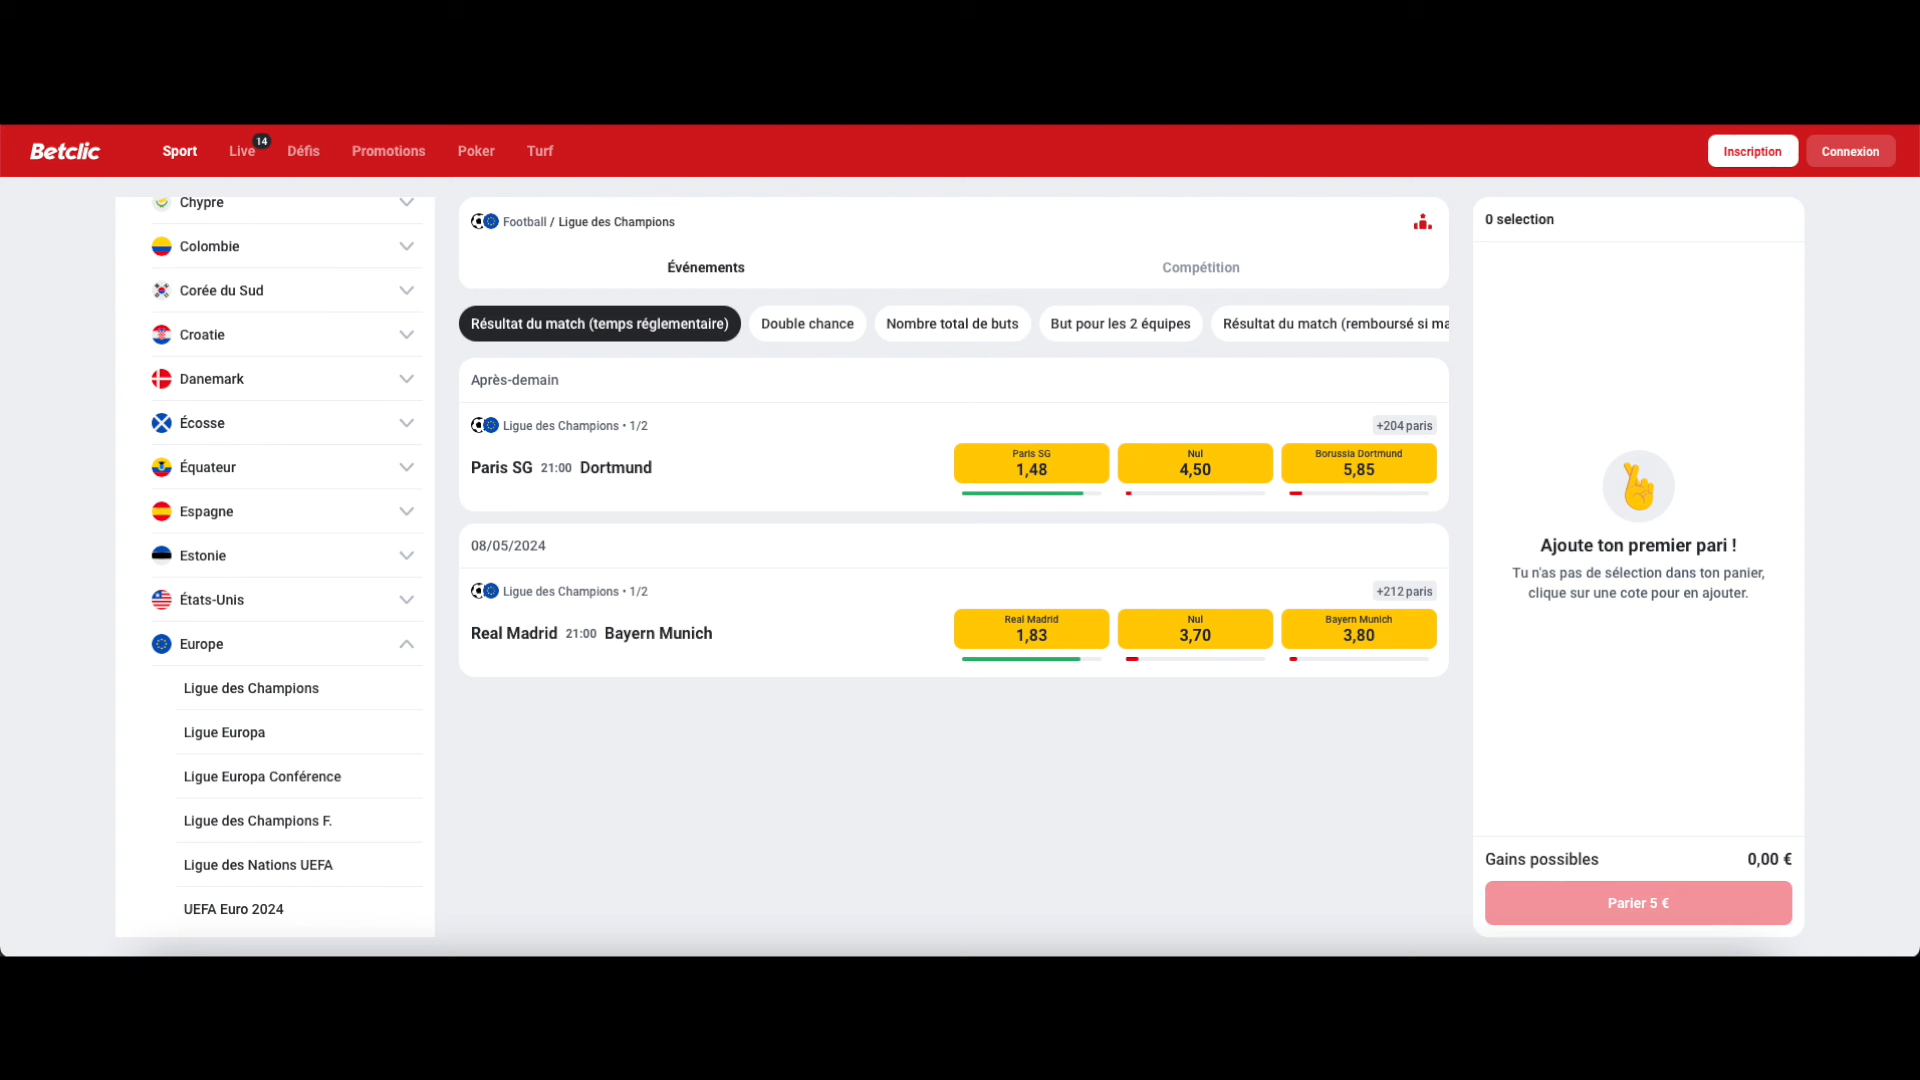 Betclic
Sport
Live
14
Défis
Promotions
Poker
Turf
Inscription
Connexion
Chypre
Colombie
Corée du Sud
Croatie
Danemark
Écosse
Équateur
Espagne
Estonie
États-Unis
Europe
Ligue des Champions
Ligue Europa
Ligue Europa Conférence
Ligue des Champions F.
Ligue des Nations UEFA
UEFA Euro 2024
Football / Ligue des Champions
Événements
Compétition
Résultat du match (temps réglementaire)
Double chance
Nombre total de buts
But pour les 2 équipes
Résultat du match (remboursé si ma
Après-demain
Ligue des Champions • 1/2
+204 paris
Paris SG 21:00 Dortmund
Paris SG
1,48
Nul
4,50
Borussia Dortmund
5,85
08/05/2024
Ligue des Champions • 1/2
+212 paris
Real Madrid 21:00 Bayern Munich
Real Madrid
1,83
Nul
3,70
Bayern Munich
3,80
0 selection
Ajoute ton premier pari !
Tu n'as pas de sélection dans ton panier,
clique sur une cote pour en ajouter.
Gains possibles 0,00 €
Parier 5 €